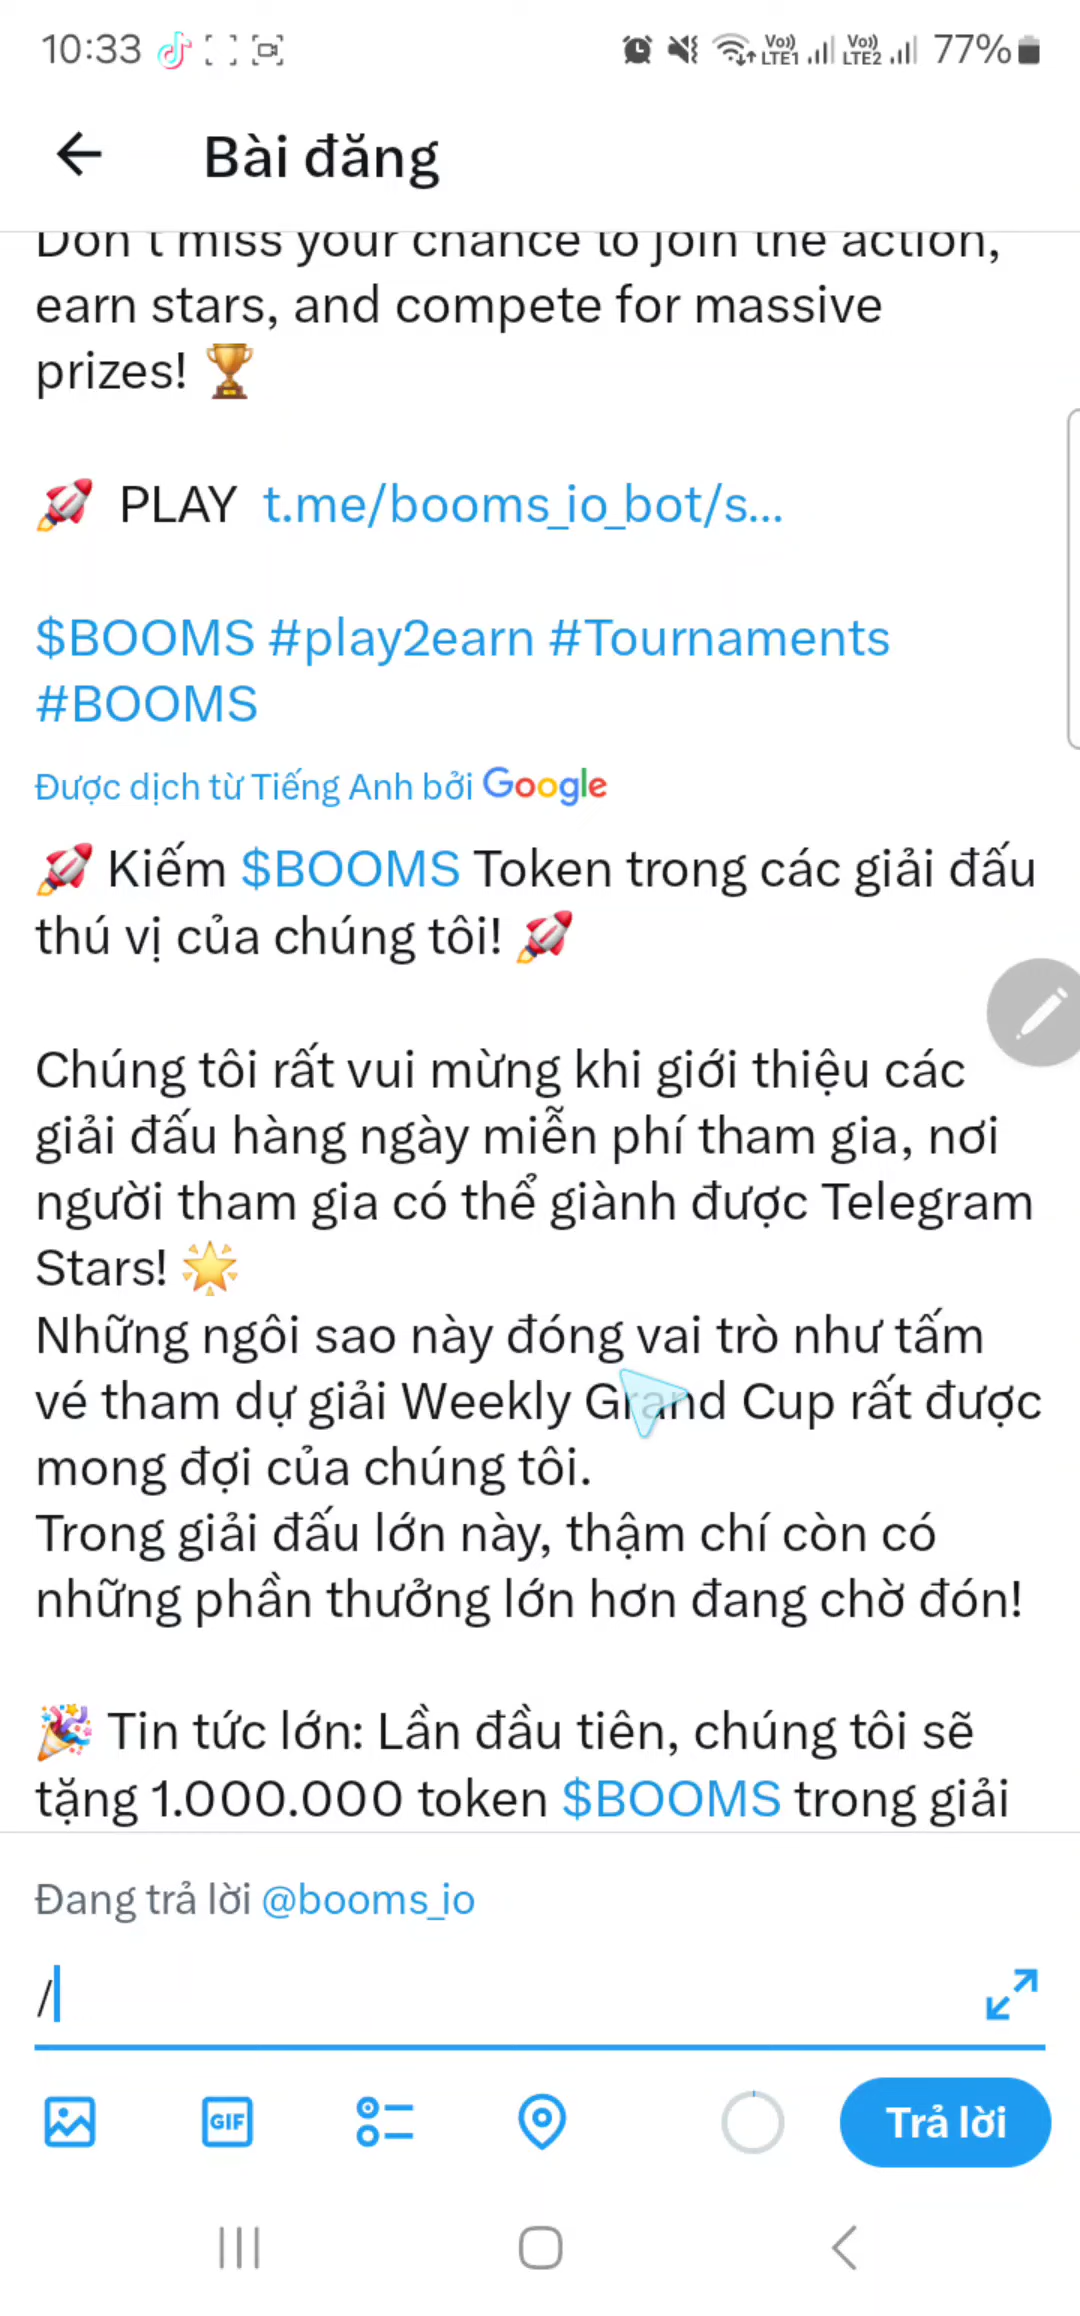 10:33 Vo)) LTE1 Vo)) LTE2 77%
Bài đăng
Don't miss your chance to join the action,
earn stars, and compete for massive
prizes! 🏆
🚀 PLAY t.me/booms_io_bot/s...
$BOOMS #play2earn #Tournaments
#BOOMS
Được dịch từ Tiếng Anh bởi Google
🚀 Kiếm $BOOMS Token trong các giải đấu
thú vị của chúng tôi! 🚀
Chúng tôi rất vui mừng khi giới thiệu các
giải đấu hàng ngày miễn phí tham gia, nơi
người tham gia có thể giành được Telegram
Stars! 🌟
Những ngôi sao này đóng vai trò như tấm
vé tham dự giải Weekly Grand Cup rất được
mong đợi của chúng tôi.
Trong giải đấu lớn này, thậm chí còn có
những phần thưởng lớn hơn đang chờ đón!
🎉 Tin tức lớn: Lần đầu tiên, chúng tôi sẽ
tặng 1.000.000 token $BOOMS trong giải
Đang trả lời @booms_io
/
GIF
Trả lời